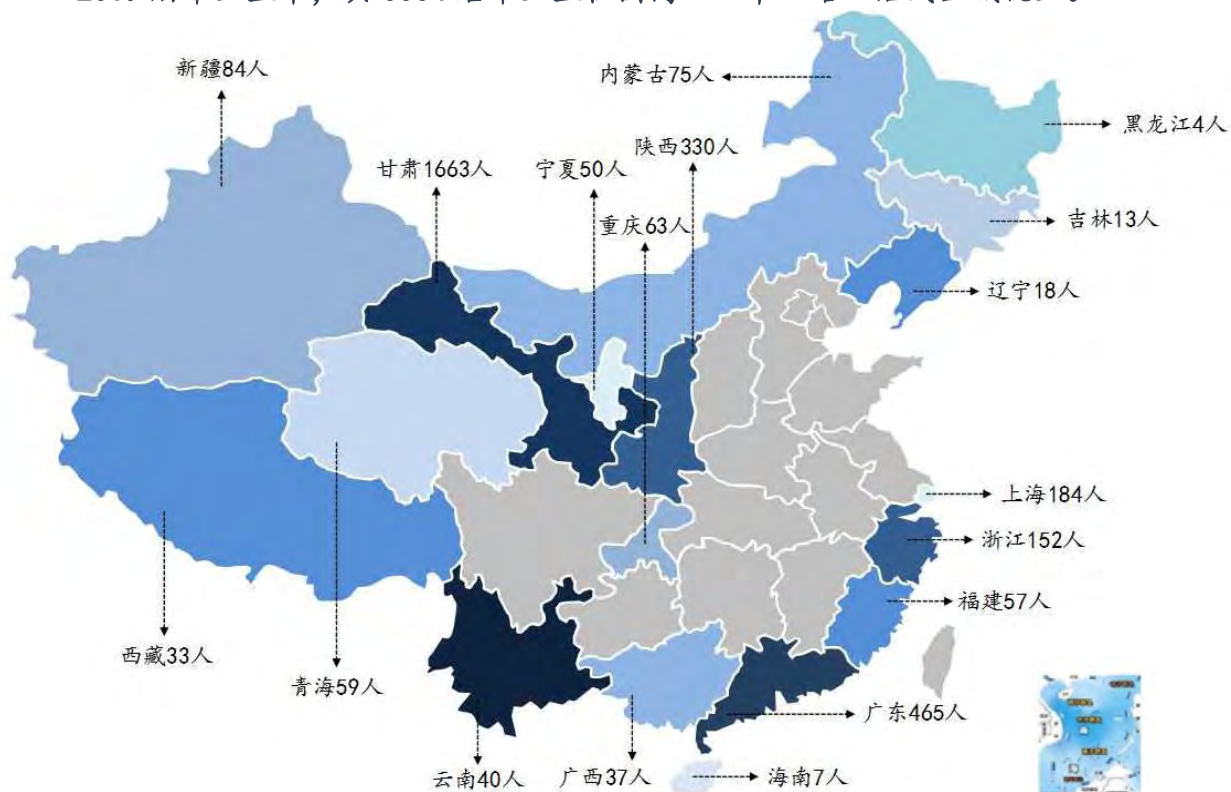 新疆84人
内蒙古75人
黑龙江4人
陕西330人
甘肃1663人
宁夏50人
重庆63人
吉林13人
辽宁18人
上海184人
浙江152人
福建57人
西藏33人
青海59人
广东465人
云南40人
广西37人
海南7人